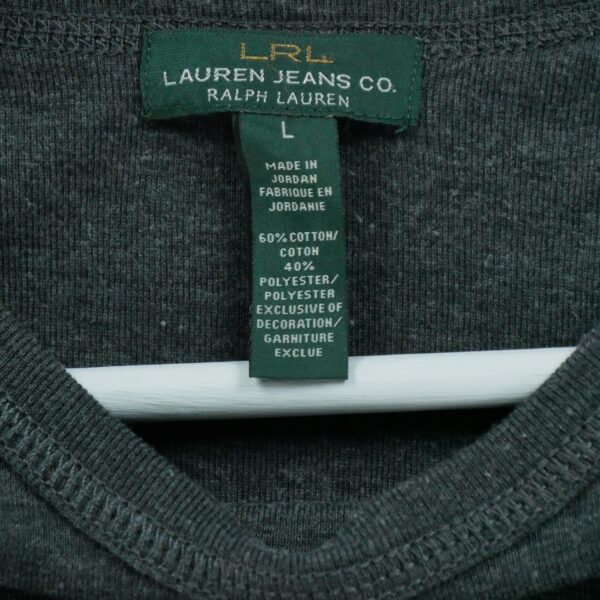 LRL
LAUREN JEANS CO.
RALPH LAUREN
L
MADE IN
JORDAN
FABRIQUE EN
JORDANIE
60% COTTON/
COTON
40%
POLYESTER/
POLYESTER
EXCLUSIVE OF
DECORATION/
GARNITURE
EXCLUE